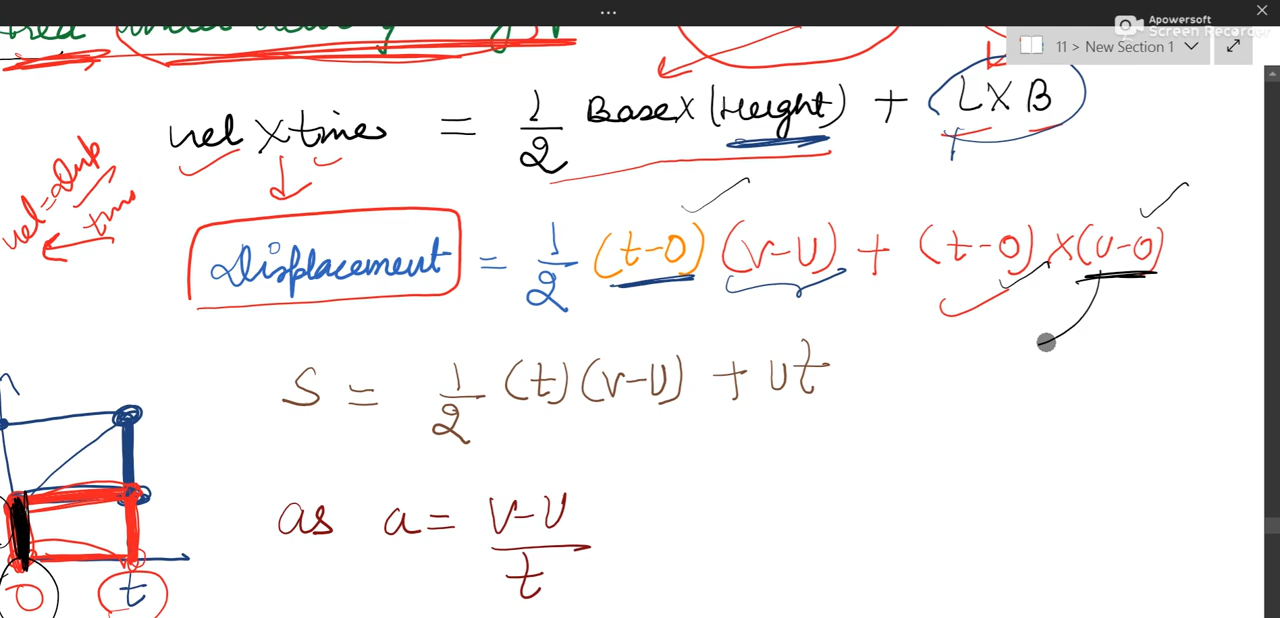 ...
Apowersoft
Screen Recorder
11 > New Section 1
vel × time = 1/2 Base × (Height) + L × B
vel = Disp/time
Displacement = 1/2 (t-0) (v-u) + (t-0) × (u-0)
S = 1/2 (t) (v-u) + ut
as a = v-u/t
0 t